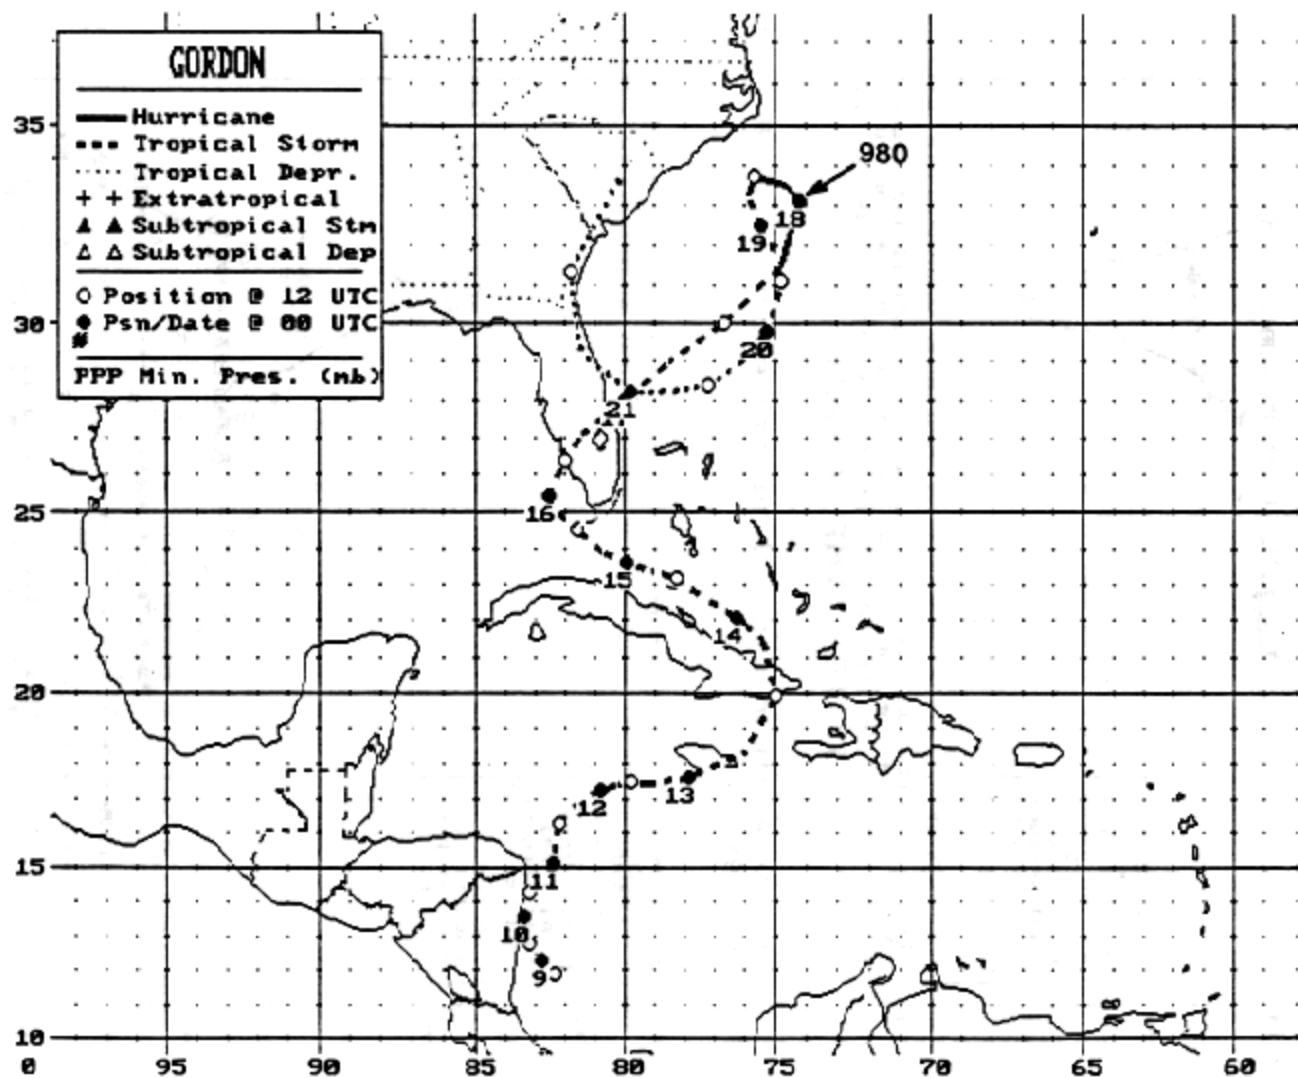 GORDON
Hurricane
Tropical Storm
Tropical Depr.
+ + Extratropical
Subtropical Stm
Subtropical Dep
Position @ 12 UTC
Psn/Date @ 00 UTC
#
PPP Min. Pres. (mb)
35
980
18
19
30
20
21
25
16
15
14
20
12
13
15
11
10
9
10
0
95
90
85
80
75
70
65
60